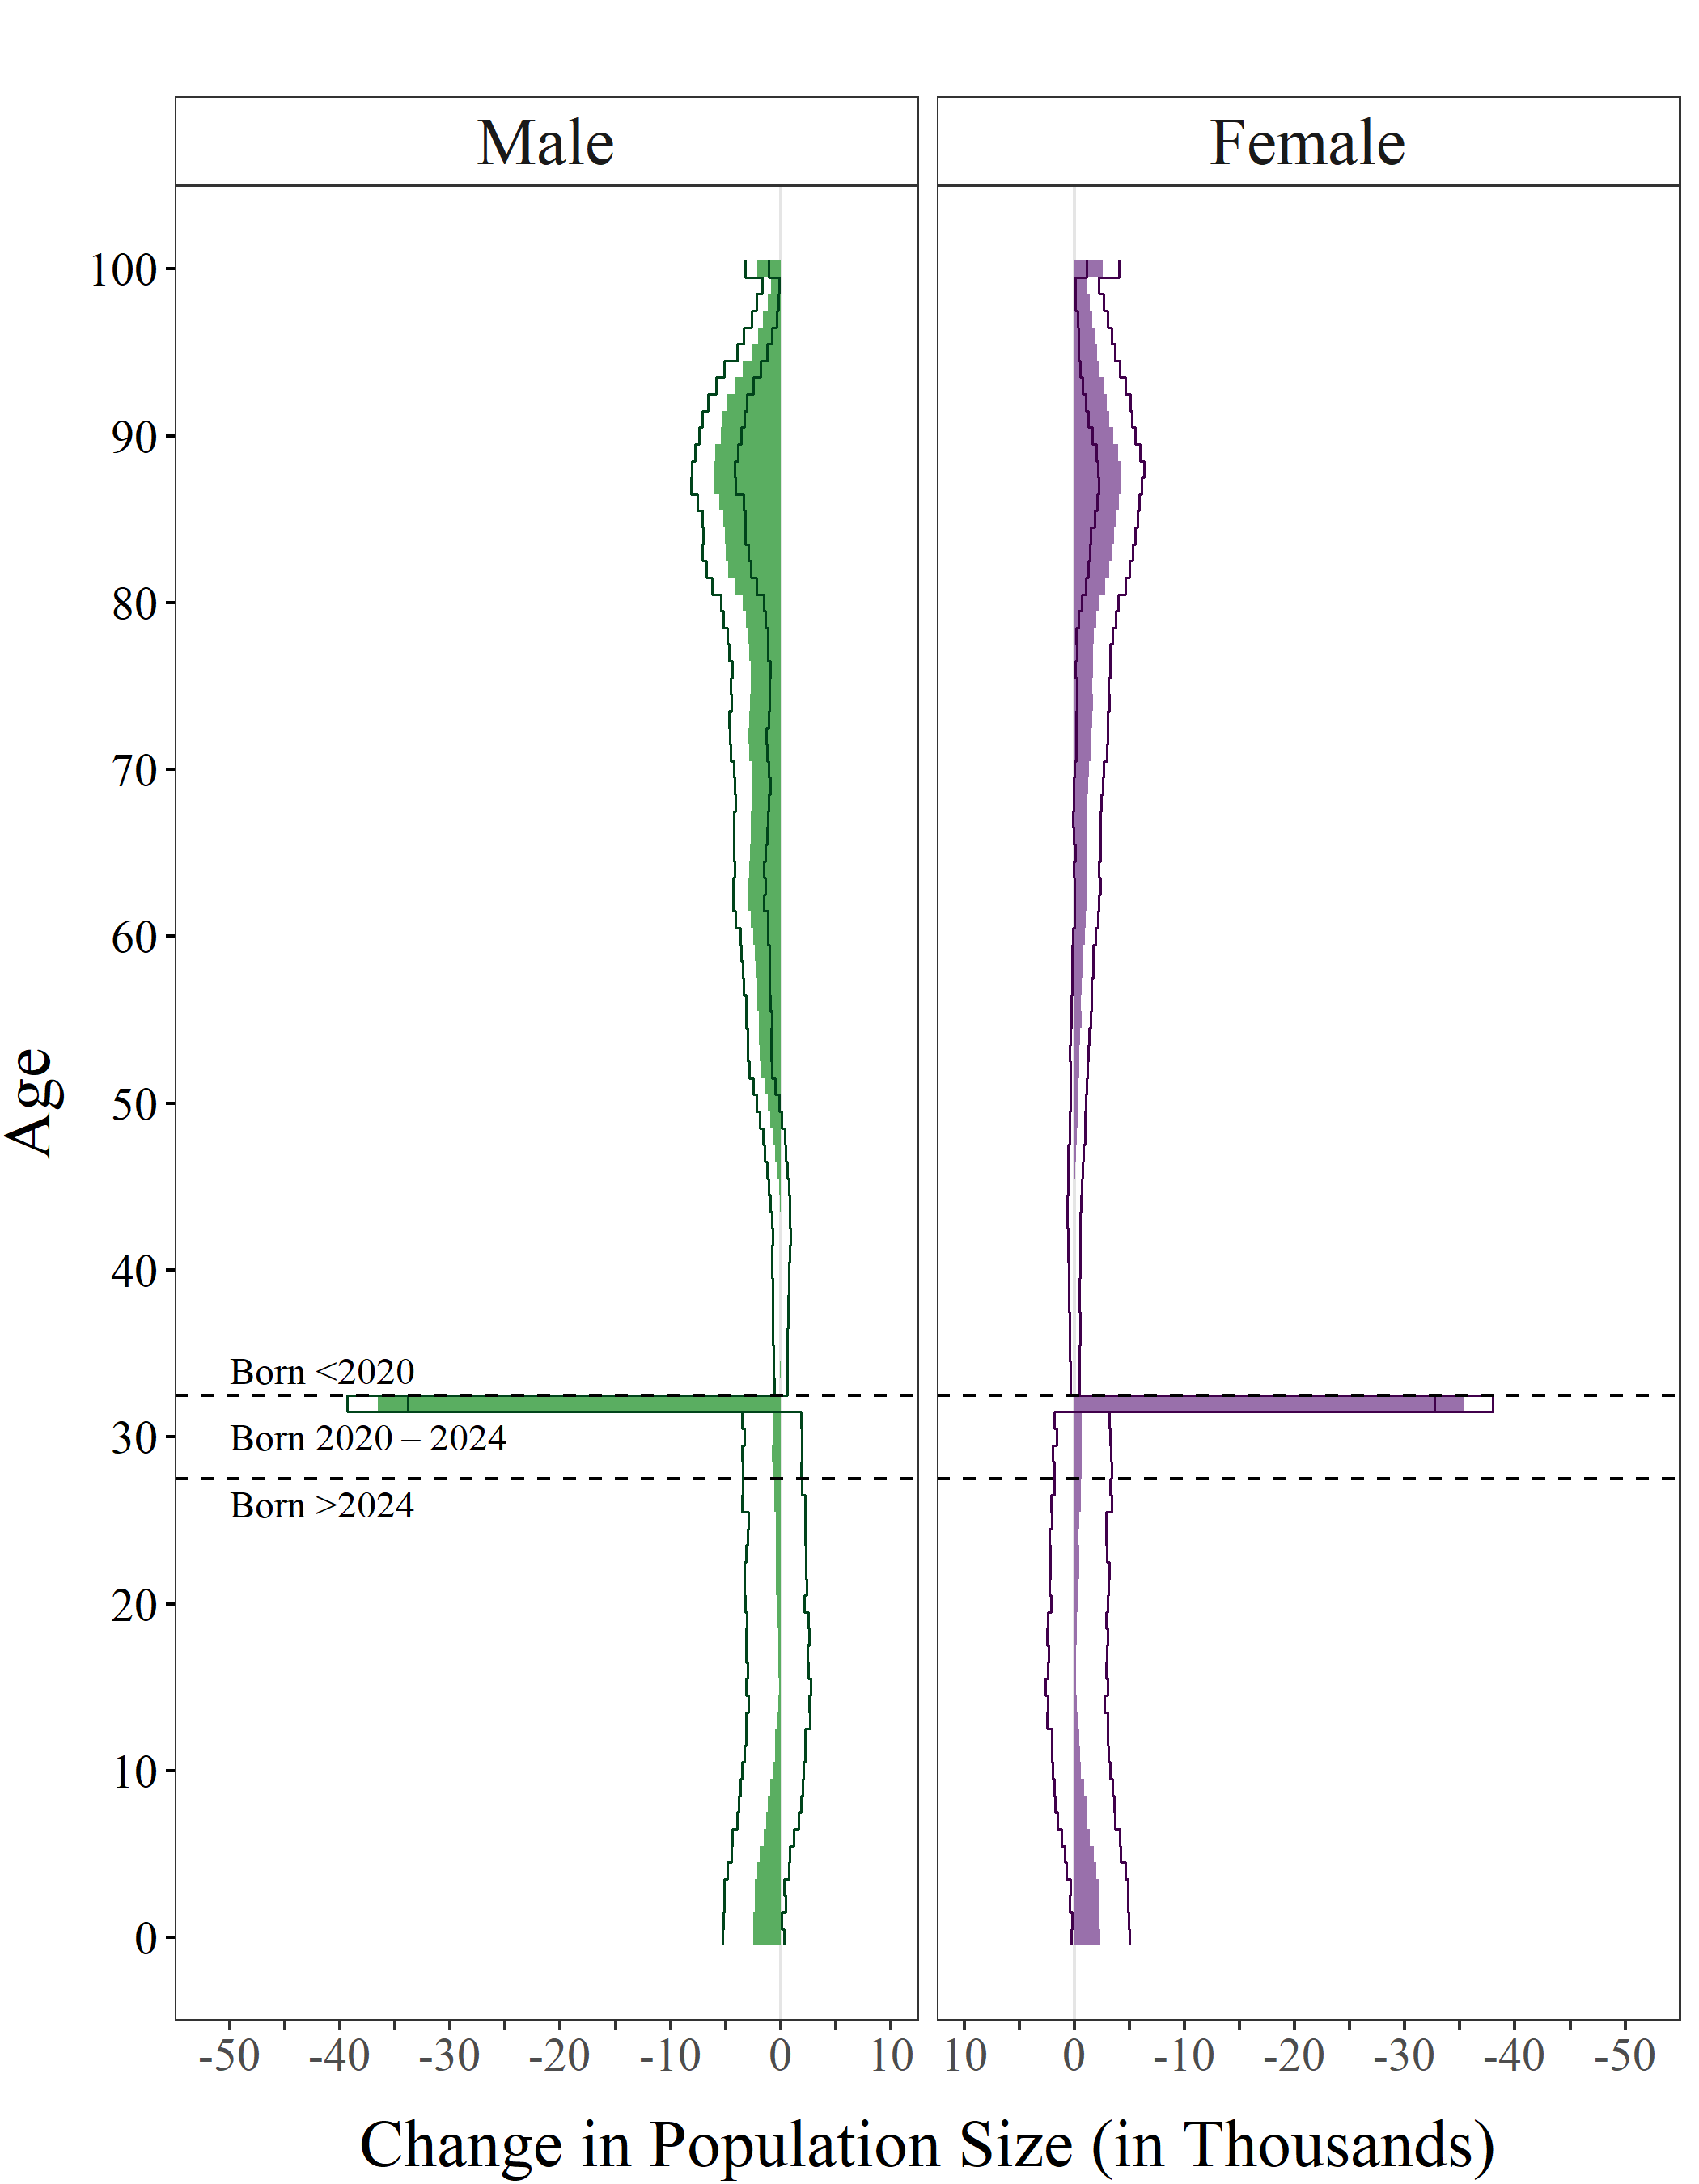 Male
Female
100
90
80
70
60
50
40
30
20
10
0
Age
Born <2020
Born 2020 – 2024
Born >2024
-50 -40 -30 -20 -10 0 10
10 0 -10 -20 -30 -40 -50
Change in Population Size (in Thousands)